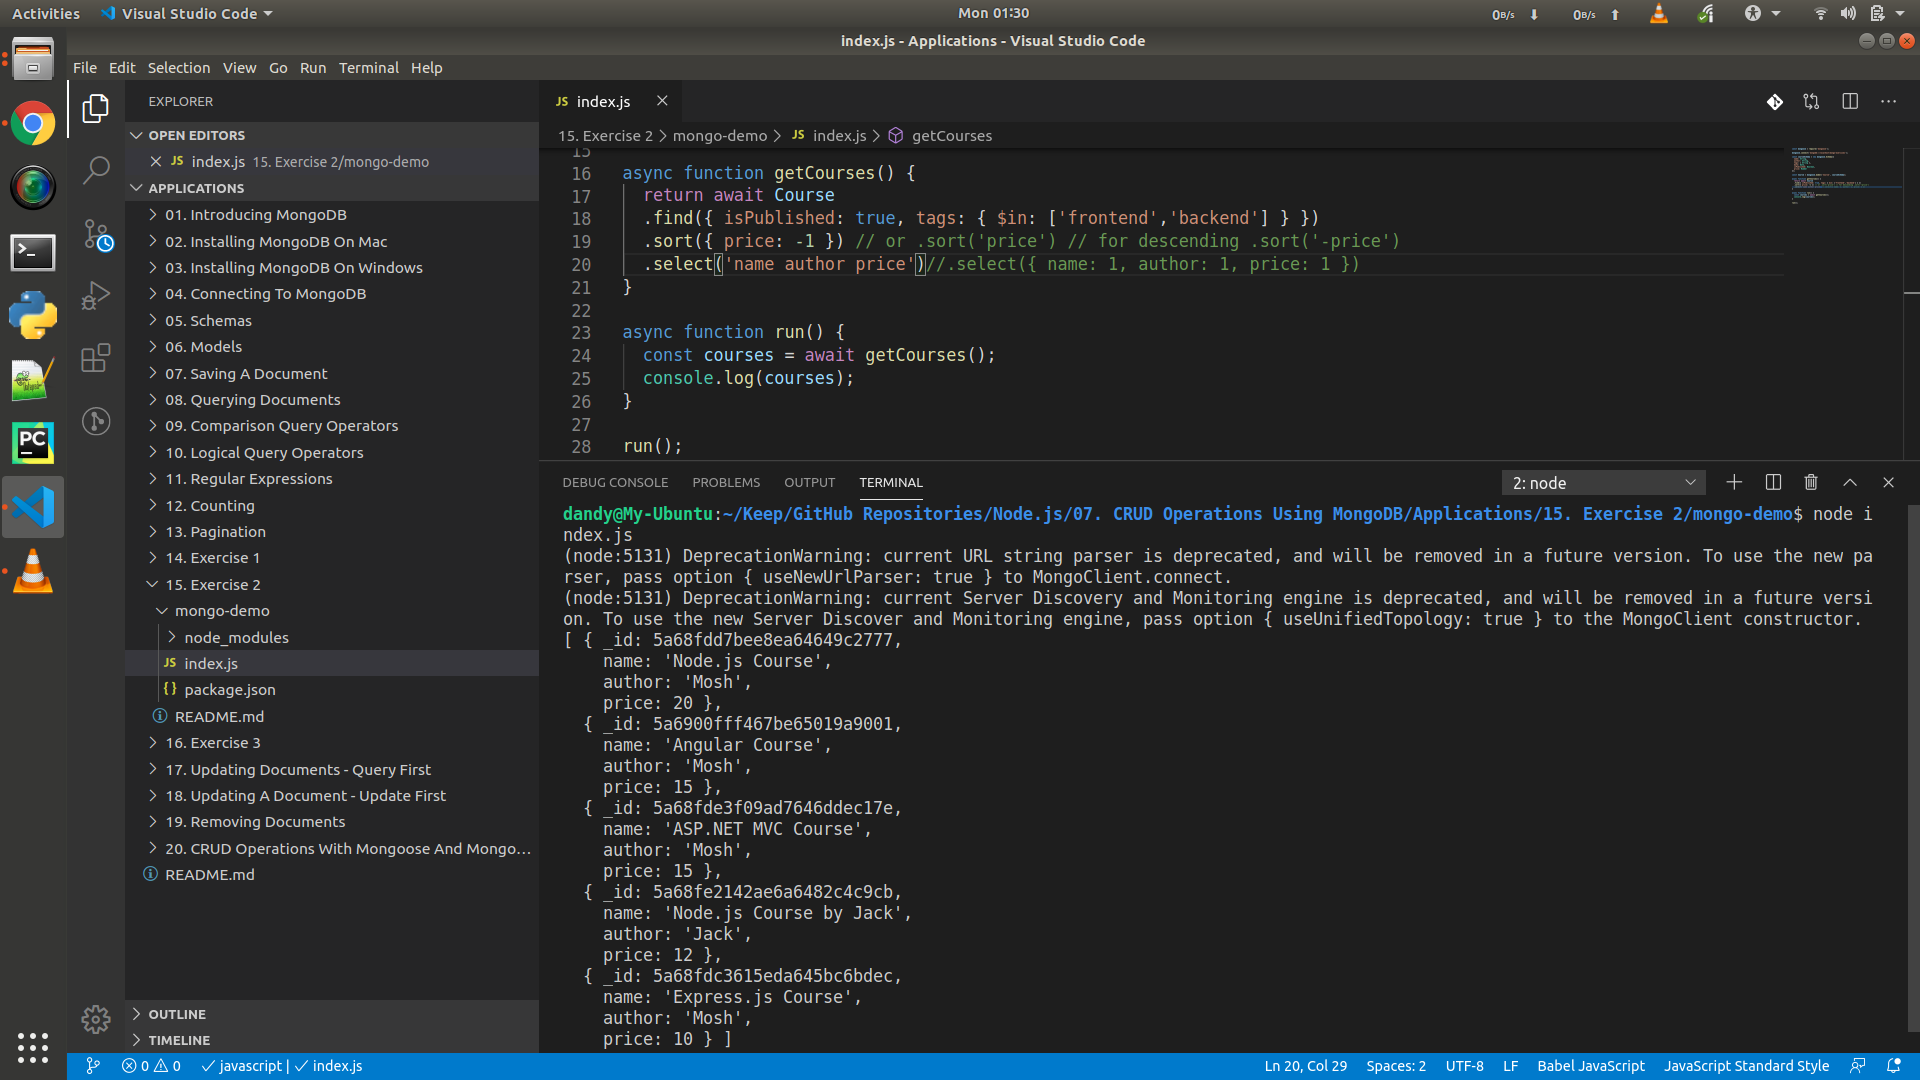 Activities
Visual Studio Code
Mon 01:30
0B/s
0B/s
index.js - Applications - Visual Studio Code
File Edit Selection View Go Run Terminal Help
EXPLORER
OPEN EDITORS
JS index.js 15. Exercise 2/mongo-demo
APPLICATIONS
01. Introducing MongoDB
02. Installing MongoDB On Mac
03. Installing MongoDB On Windows
04. Connecting To MongoDB
05. Schemas
06. Models
07. Saving A Document
08. Querying Documents
09. Comparison Query Operators
10. Logical Query Operators
11. Regular Expressions
12. Counting
13. Pagination
14. Exercise 1
15. Exercise 2
mongo-demo
node_modules
JS index.js
{} package.json
README.md
16. Exercise 3
17. Updating Documents - Query First
18. Updating A Document - Update First
19. Removing Documents
20. CRUD Operations With Mongoose And Mongo...
README.md
OUTLINE
TIMELINE
PC
JS index.js
15. Exercise 2 > mongo-demo > JS index.js > getCourses
15
16 async function getCourses() {
17 return await Course
18 .find({ isPublished: true, tags: { $in: ['frontend','backend'] } })
19 .sort({ price: -1 }) // or .sort('price') // for descending .sort('-price')
20 .select('name author price')//.select({ name: 1, author: 1, price: 1 })
21 }
22
23 async function run() {
24 const courses = await getCourses();
25 console.log(courses);
26 }
27
28 run();
DEBUG CONSOLE PROBLEMS OUTPUT TERMINAL
2: node
dandy@My-Ubuntu:~/Keep/GitHub Repositories/Node.js/07. CRUD Operations Using MongoDB/Applications/15. Exercise 2/mongo-demo$ node i
ndex.js
(node:5131) DeprecationWarning: current URL string parser is deprecated, and will be removed in a future version. To use the new pa
rser, pass option { useNewUrlParser: true } to MongoClient.connect.
(node:5131) DeprecationWarning: current Server Discovery and Monitoring engine is deprecated, and will be removed in a future versi
on. To use the new Server Discover and Monitoring engine, pass option { useUnifiedTopology: true } to the MongoClient constructor.
[ { _id: 5a68fdd7bee8ea64649c2777,
name: 'Node.js Course',
author: 'Mosh',
price: 20 },
{ _id: 5a6900fff467be65019a9001,
name: 'Angular Course',
author: 'Mosh',
price: 15 },
{ _id: 5a68fde3f09ad7646ddec17e,
name: 'ASP.NET MVC Course',
author: 'Mosh',
price: 15 },
{ _id: 5a68fe2142ae6a6482c4c9cb,
name: 'Node.js Course by Jack',
author: 'Jack',
price: 12 },
{ _id: 5a68fdc3615eda645bc6bdec,
name: 'Express.js Course',
author: 'Mosh',
price: 10 } ]
0 0 javascript | index.js
Ln 20, Col 29 Spaces: 2 UTF-8 LF Babel JavaScript JavaScript Standard Style